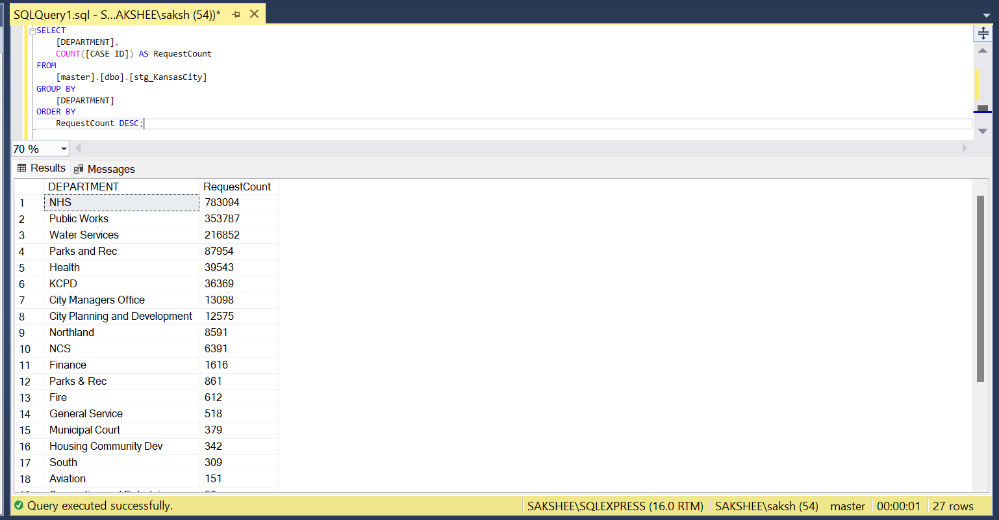 SQLQuery1.sql - S...AKSHEE\saksh (54))*
SELECT
[DEPARTMENT],
COUNT([CASE ID]) AS RequestCount
FROM
[master].[dbo].[stg_KansasCity]
GROUP BY
[DEPARTMENT]
ORDER BY
RequestCount DESC;
70 %
Results Messages
DEPARTMENT RequestCount
1 NHS 783094
2 Public Works 353787
3 Water Services 216852
4 Parks and Rec 87954
5 Health 39543
6 KCPD 36369
7 City Managers Office 13098
8 City Planning and Development 12575
9 Northland 8591
10 NCS 6391
11 Finance 1616
12 Parks & Rec 861
13 Fire 612
14 General Service 518
15 Municipal Court 379
16 Housing Community Dev 342
17 South 309
18 Aviation 151
Query executed successfully. SAKSHEE\SQLEXPRESS (16.0 RTM) SAKSHEE\saksh (54) master 00:00:01 27 rows